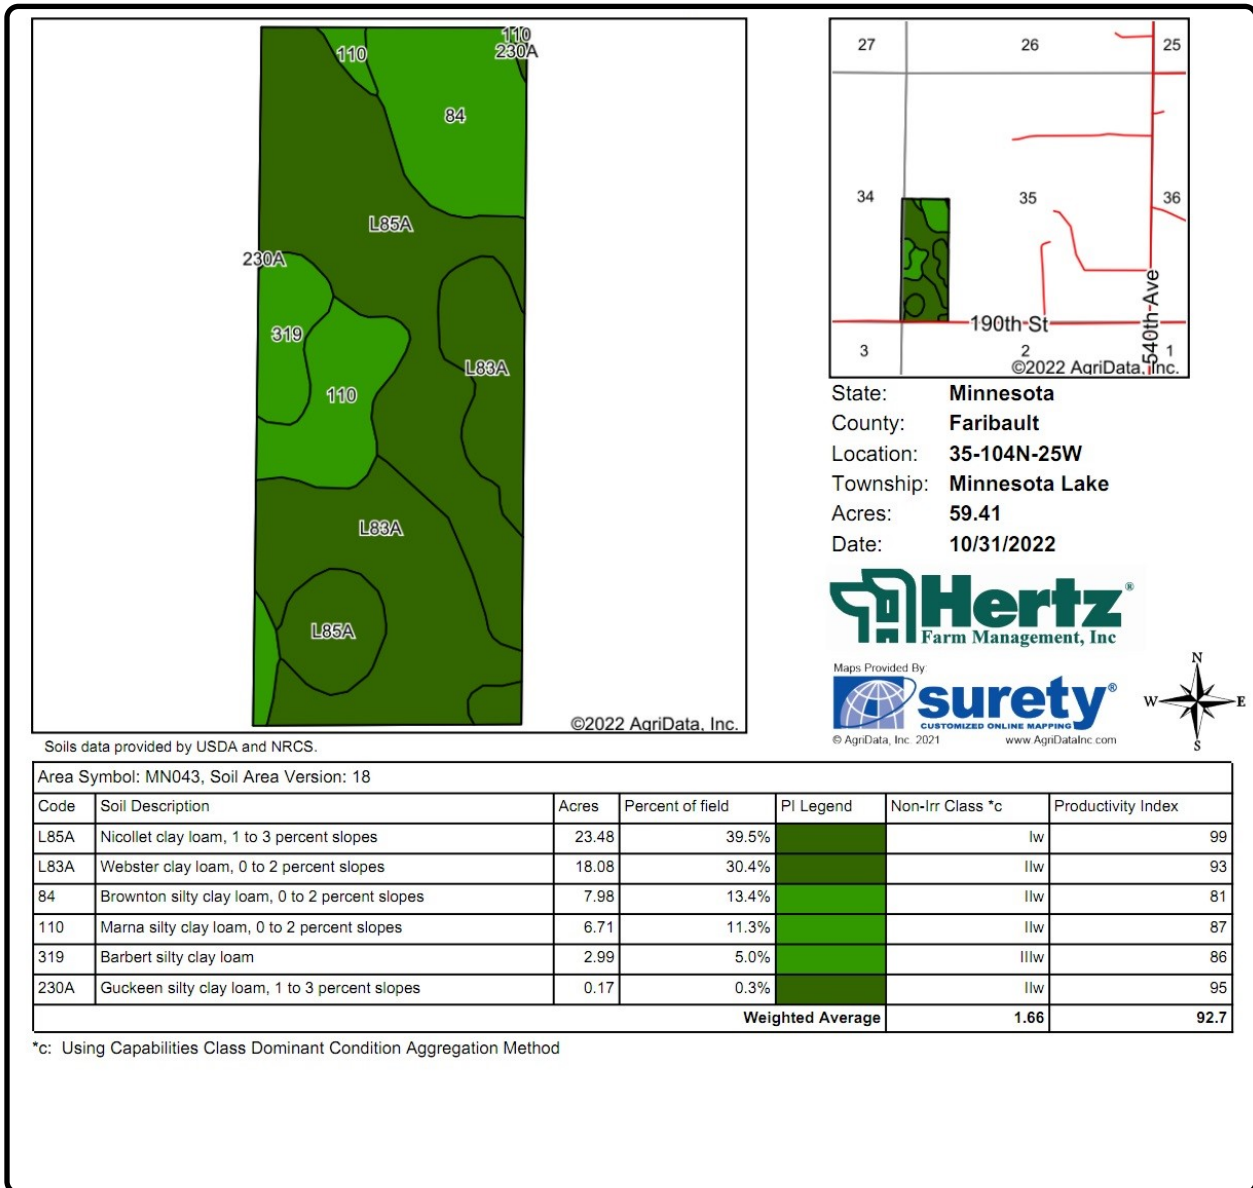 110
110
230A
84
L85A
230A
319
L83A
110
L83A
L85A
©2022 AgriData, Inc.
27
26
25
34
35
36
190th St
540th Ave
3
2
1
©2022 AgriData, Inc.
State: Minnesota
County: Faribault
Location: 35-104N-25W
Township: Minnesota Lake
Acres: 59.41
Date: 10/31/2022
Hertz®
Farm Management, Inc
Maps Provided By:
surety®
CUSTOMIZED ONLINE MAPPING
© AgriData, Inc. 2021 www.AgriDataInc.com
N
W E
S
Soils data provided by USDA and NRCS.
Area Symbol: MN043, Soil Area Version: 18
Code Soil Description Acres Percent of field PI Legend Non-Irr Class *c Productivity Index
L85A Nicollet clay loam, 1 to 3 percent slopes 23.48 39.5% Iw 99
L83A Webster clay loam, 0 to 2 percent slopes 18.08 30.4% IIw 93
84 Brownton silty clay loam, 0 to 2 percent slopes 7.98 13.4% IIw 81
110 Marna silty clay loam, 0 to 2 percent slopes 6.71 11.3% IIw 87
319 Barbert silty clay loam 2.99 5.0% IIIw 86
230A Guckeen silty clay loam, 1 to 3 percent slopes 0.17 0.3% IIw 95
Weighted Average 1.66 92.7
*c: Using Capabilities Class Dominant Condition Aggregation Method